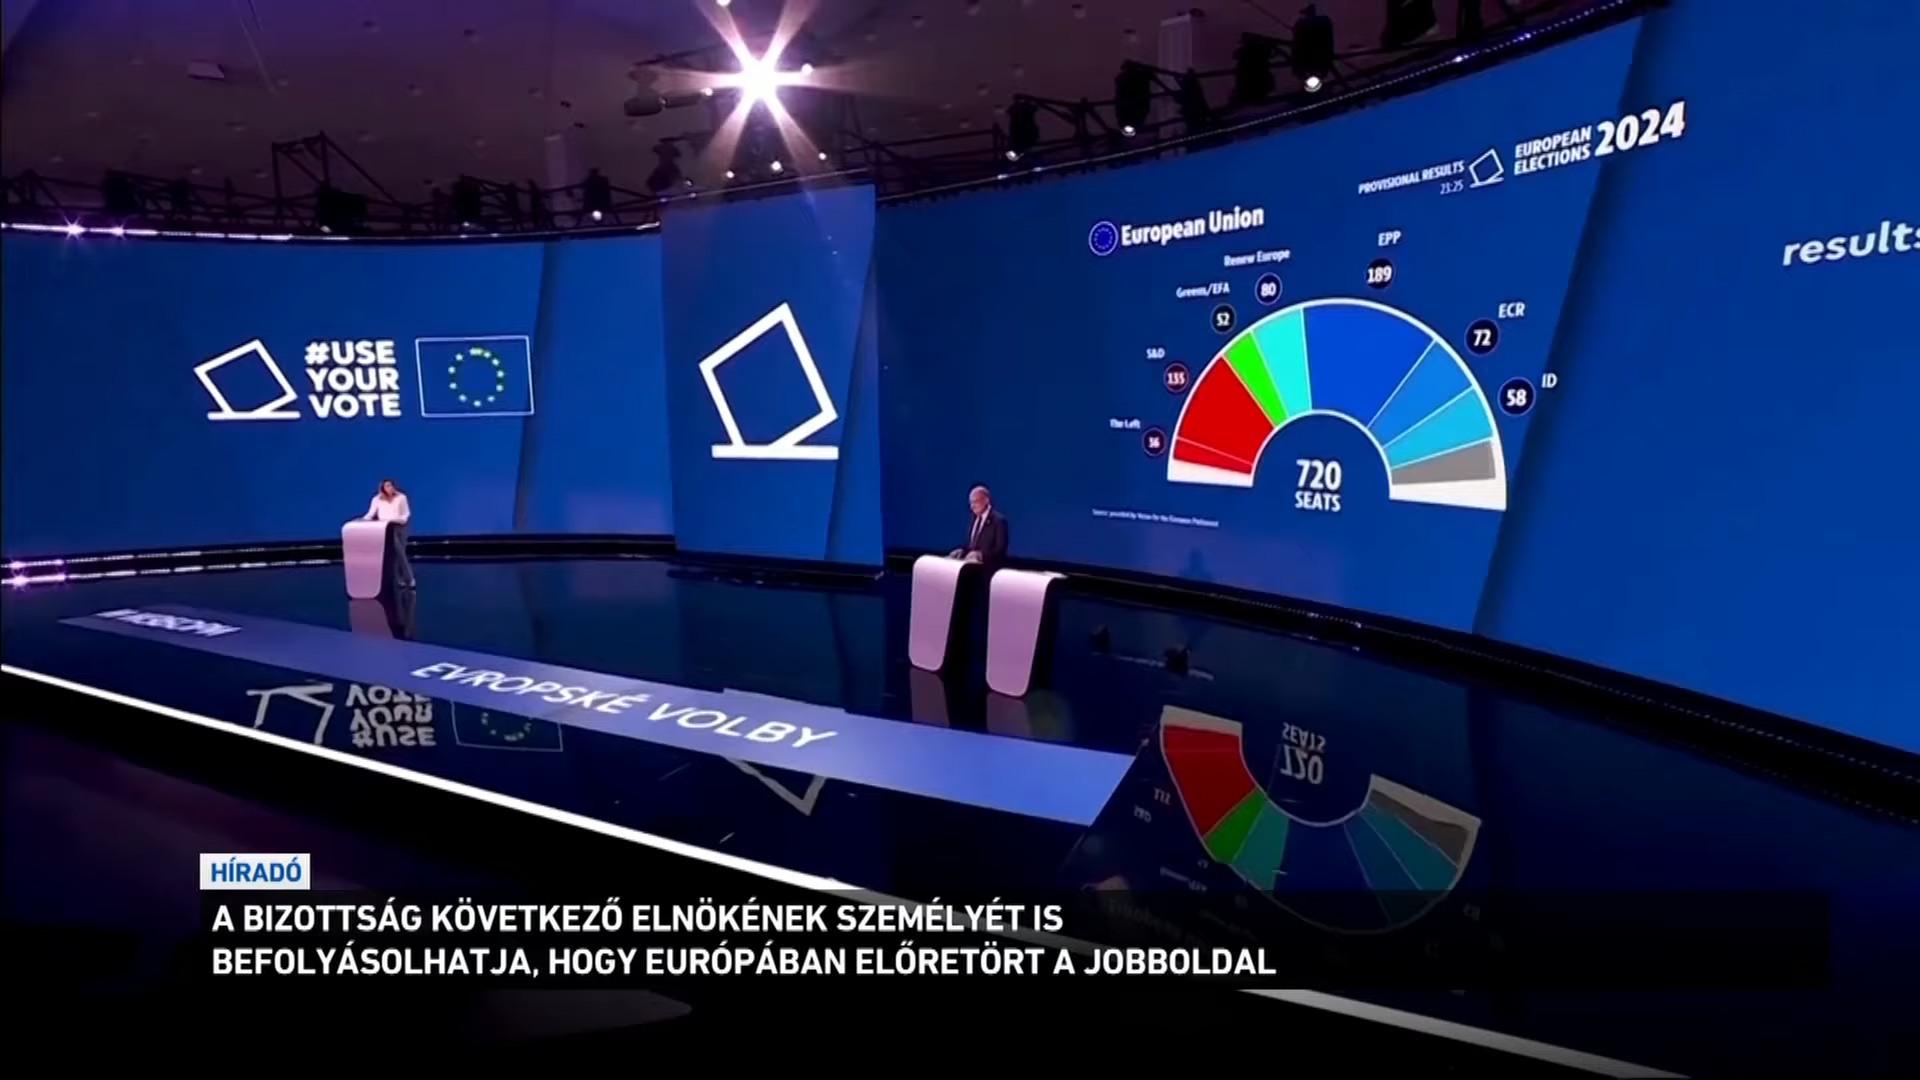 #USE
YOUR
VOTE
PROVISIONAL RESULTS
23:25
EUROPEAN
ELECTIONS 2024
results
European Union
EPP
189
Renew Europe
80
Greens/EFA
52
ECR
72
S&D
135
ID
58
The Left
36
720
SEATS
EVROPSKÉ VOLBY
HÍRADÓ
A BIZOTTSÁG KÖVETKEZŐ ELNÖKÉNEK SZEMÉLYÉT IS
BEFOLYÁSOLHATJA, HOGY EURÓPÁBAN ELŐRETÖRT A JOBBOLDAL